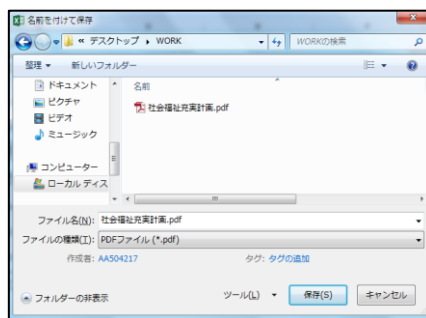 名前を付けて保存
« デスクトップ ▸ WORK
WORKの検索
整理 ▼
新しいフォルダー
ドキュメント
ピクチャ
ビデオ
ミュージック
コンピューター
ローカル ディス
名前
社会福祉充実計画.pdf
ファイル名(N): 社会福祉充実計画.pdf
ファイルの種類(T): PDFファイル (*.pdf)
作成者: AA504217
タグ: タグの追加
フォルダーの非表示
ツール(L) ▼
保存(S)
キャンセル